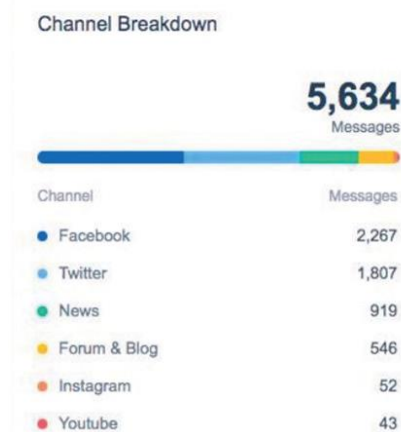 Channel Breakdown
5,634
Messages
Channel Messages
Facebook 2,267
Twitter 1,807
News 919
Forum & Blog 546
Instagram 52
Youtube 43